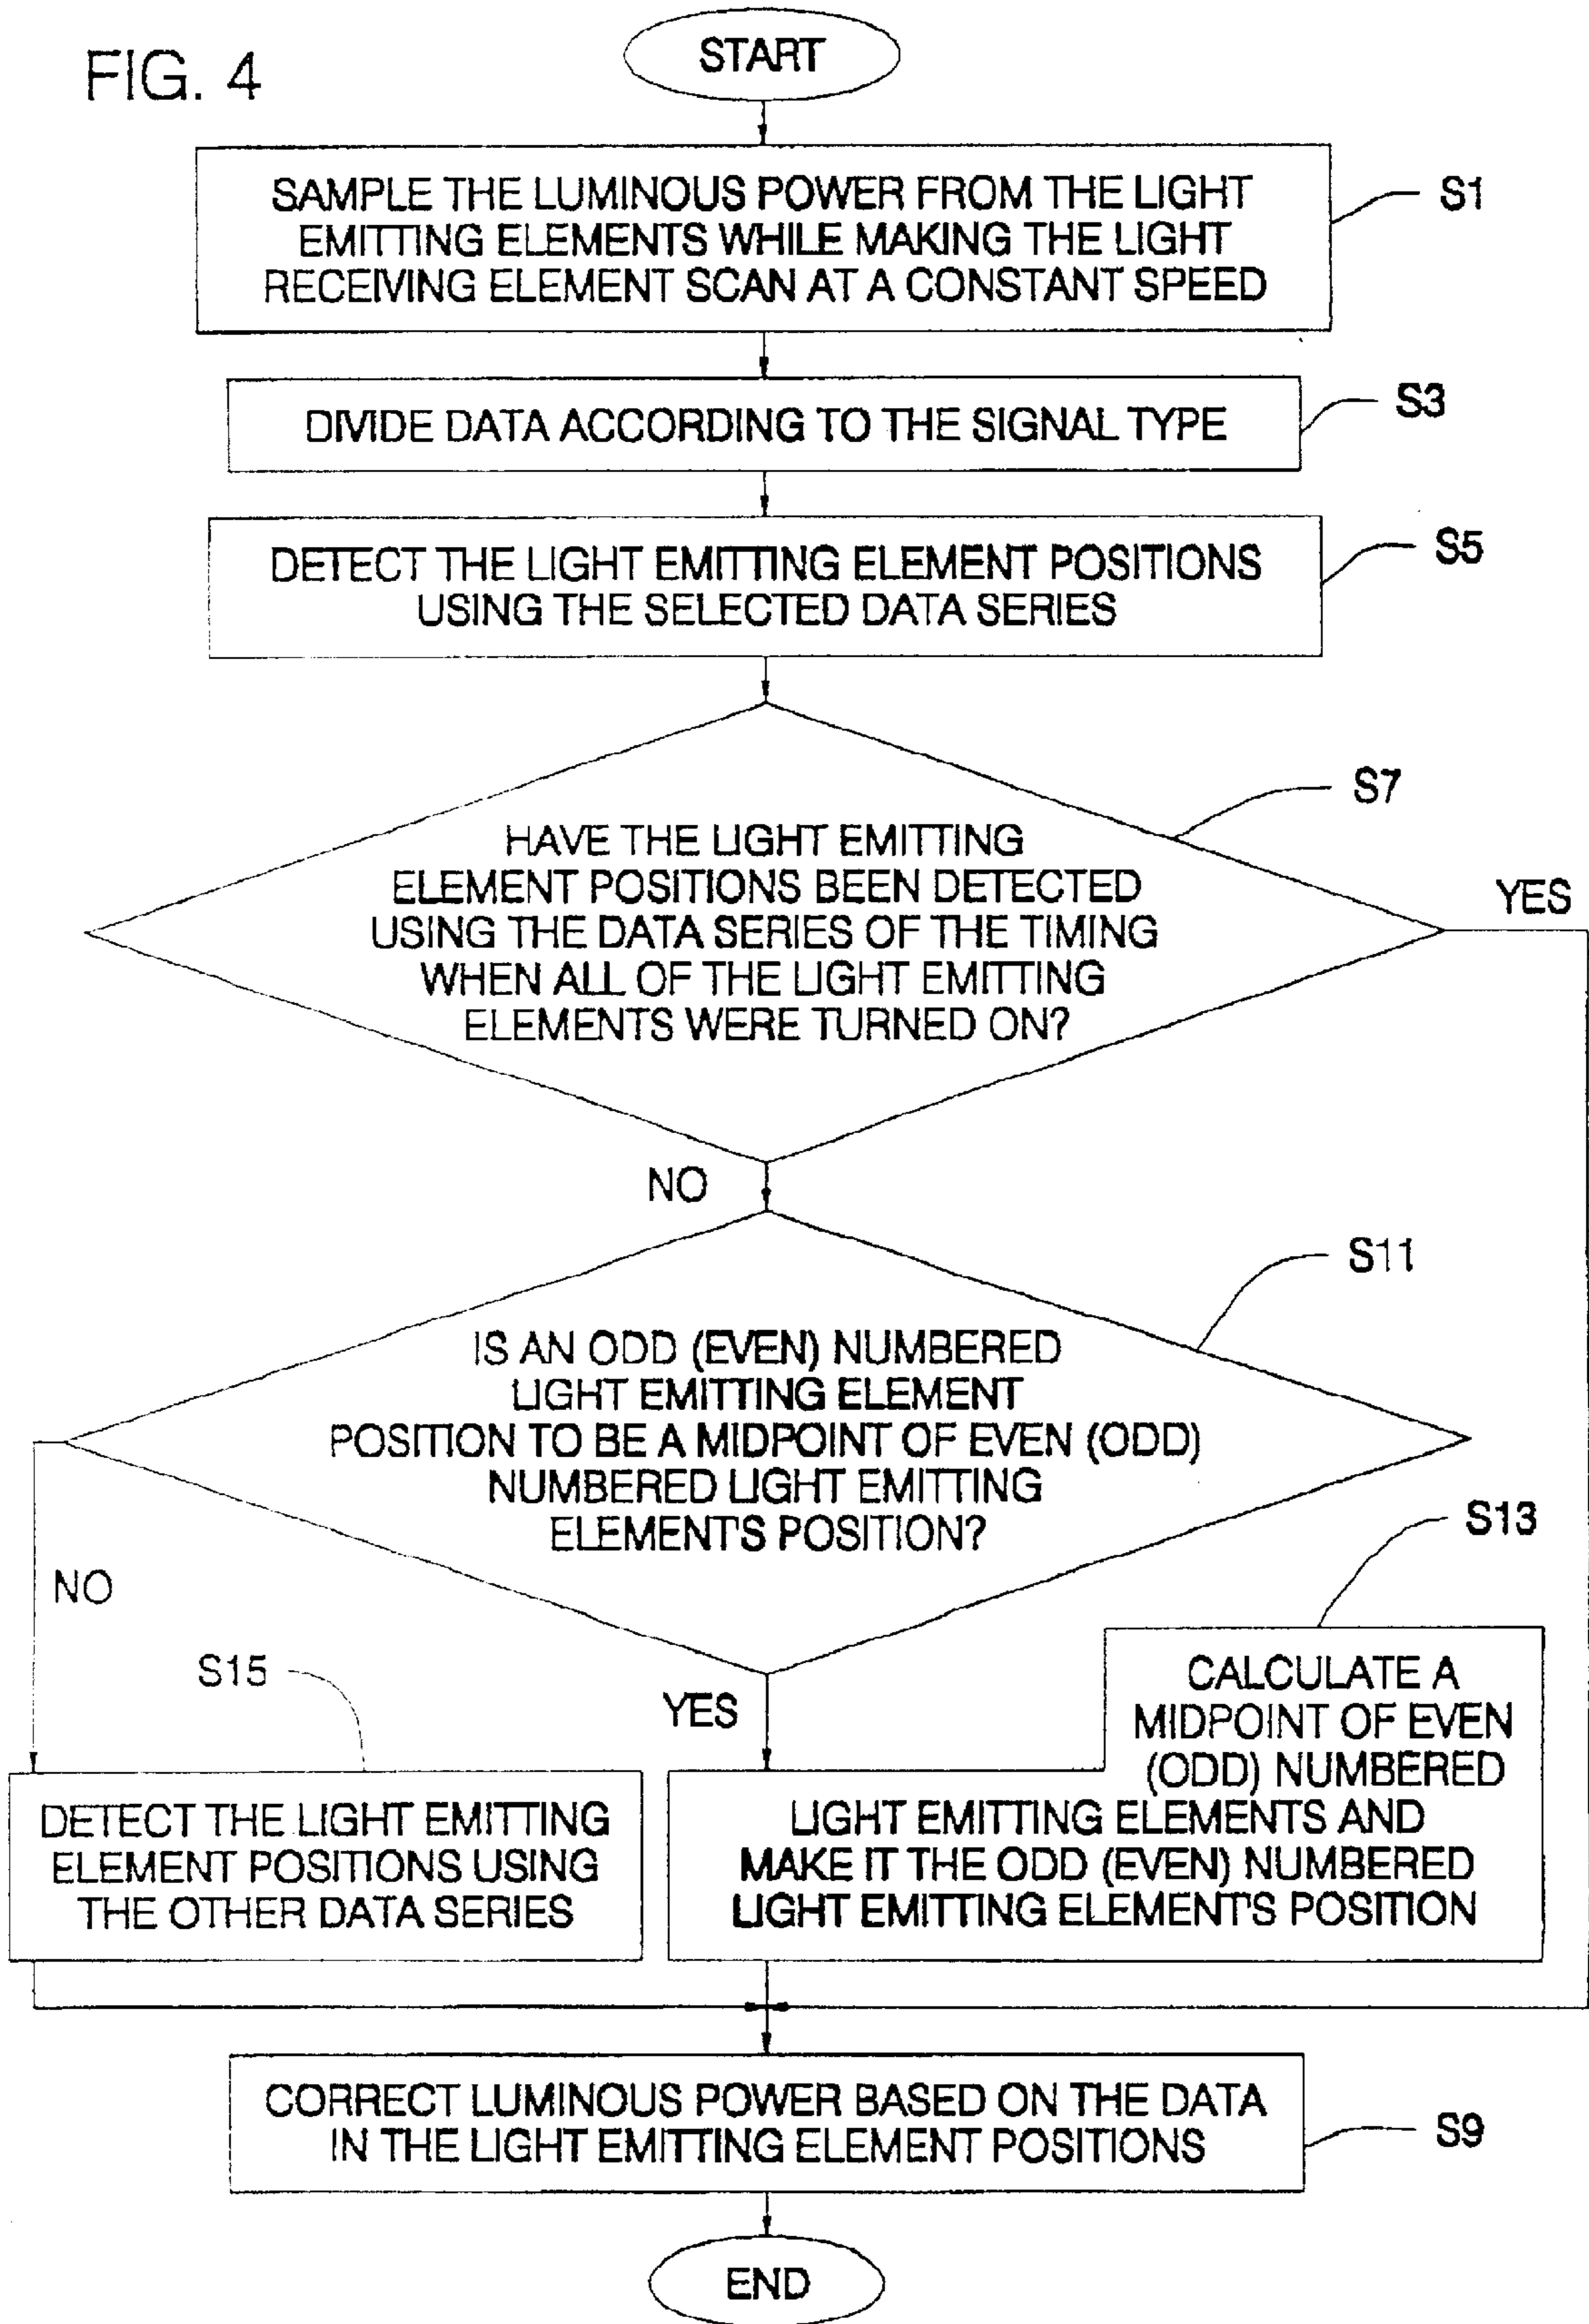 FIG. 4
START
SAMPLE THE LUMINOUS POWER FROM THE LIGHT
EMITTING ELEMENTS WHILE MAKING THE LIGHT
RECEIVING ELEMENT SCAN AT A CONSTANT SPEED
S1
DIVIDE DATA ACCORDING TO THE SIGNAL TYPE
S3
DETECT THE LIGHT EMITTING ELEMENT POSITIONS
USING THE SELECTED DATA SERIES
S5
S7
HAVE THE LIGHT EMITTING
ELEMENT POSITIONS BEEN DETECTED
USING THE DATA SERIES OF THE TIMING
WHEN ALL OF THE LIGHT EMITTING
ELEMENTS WERE TURNED ON?
YES
NO
S11
IS AN ODD (EVEN) NUMBERED
LIGHT EMITTING ELEMENT
POSITION TO BE A MIDPOINT OF EVEN (ODD)
NUMBERED LIGHT EMITTING
ELEMENT'S POSITION?
NO
YES
S15
DETECT THE LIGHT EMITTING
ELEMENT POSITIONS USING
THE OTHER DATA SERIES
S13
CALCULATE A
MIDPOINT OF EVEN
(ODD) NUMBERED
LIGHT EMITTING ELEMENTS AND
MAKE IT THE ODD (EVEN) NUMBERED
LIGHT EMITTING ELEMENT'S POSITION
CORRECT LUMINOUS POWER BASED ON THE DATA
IN THE LIGHT EMITTING ELEMENT POSITIONS
S9
END